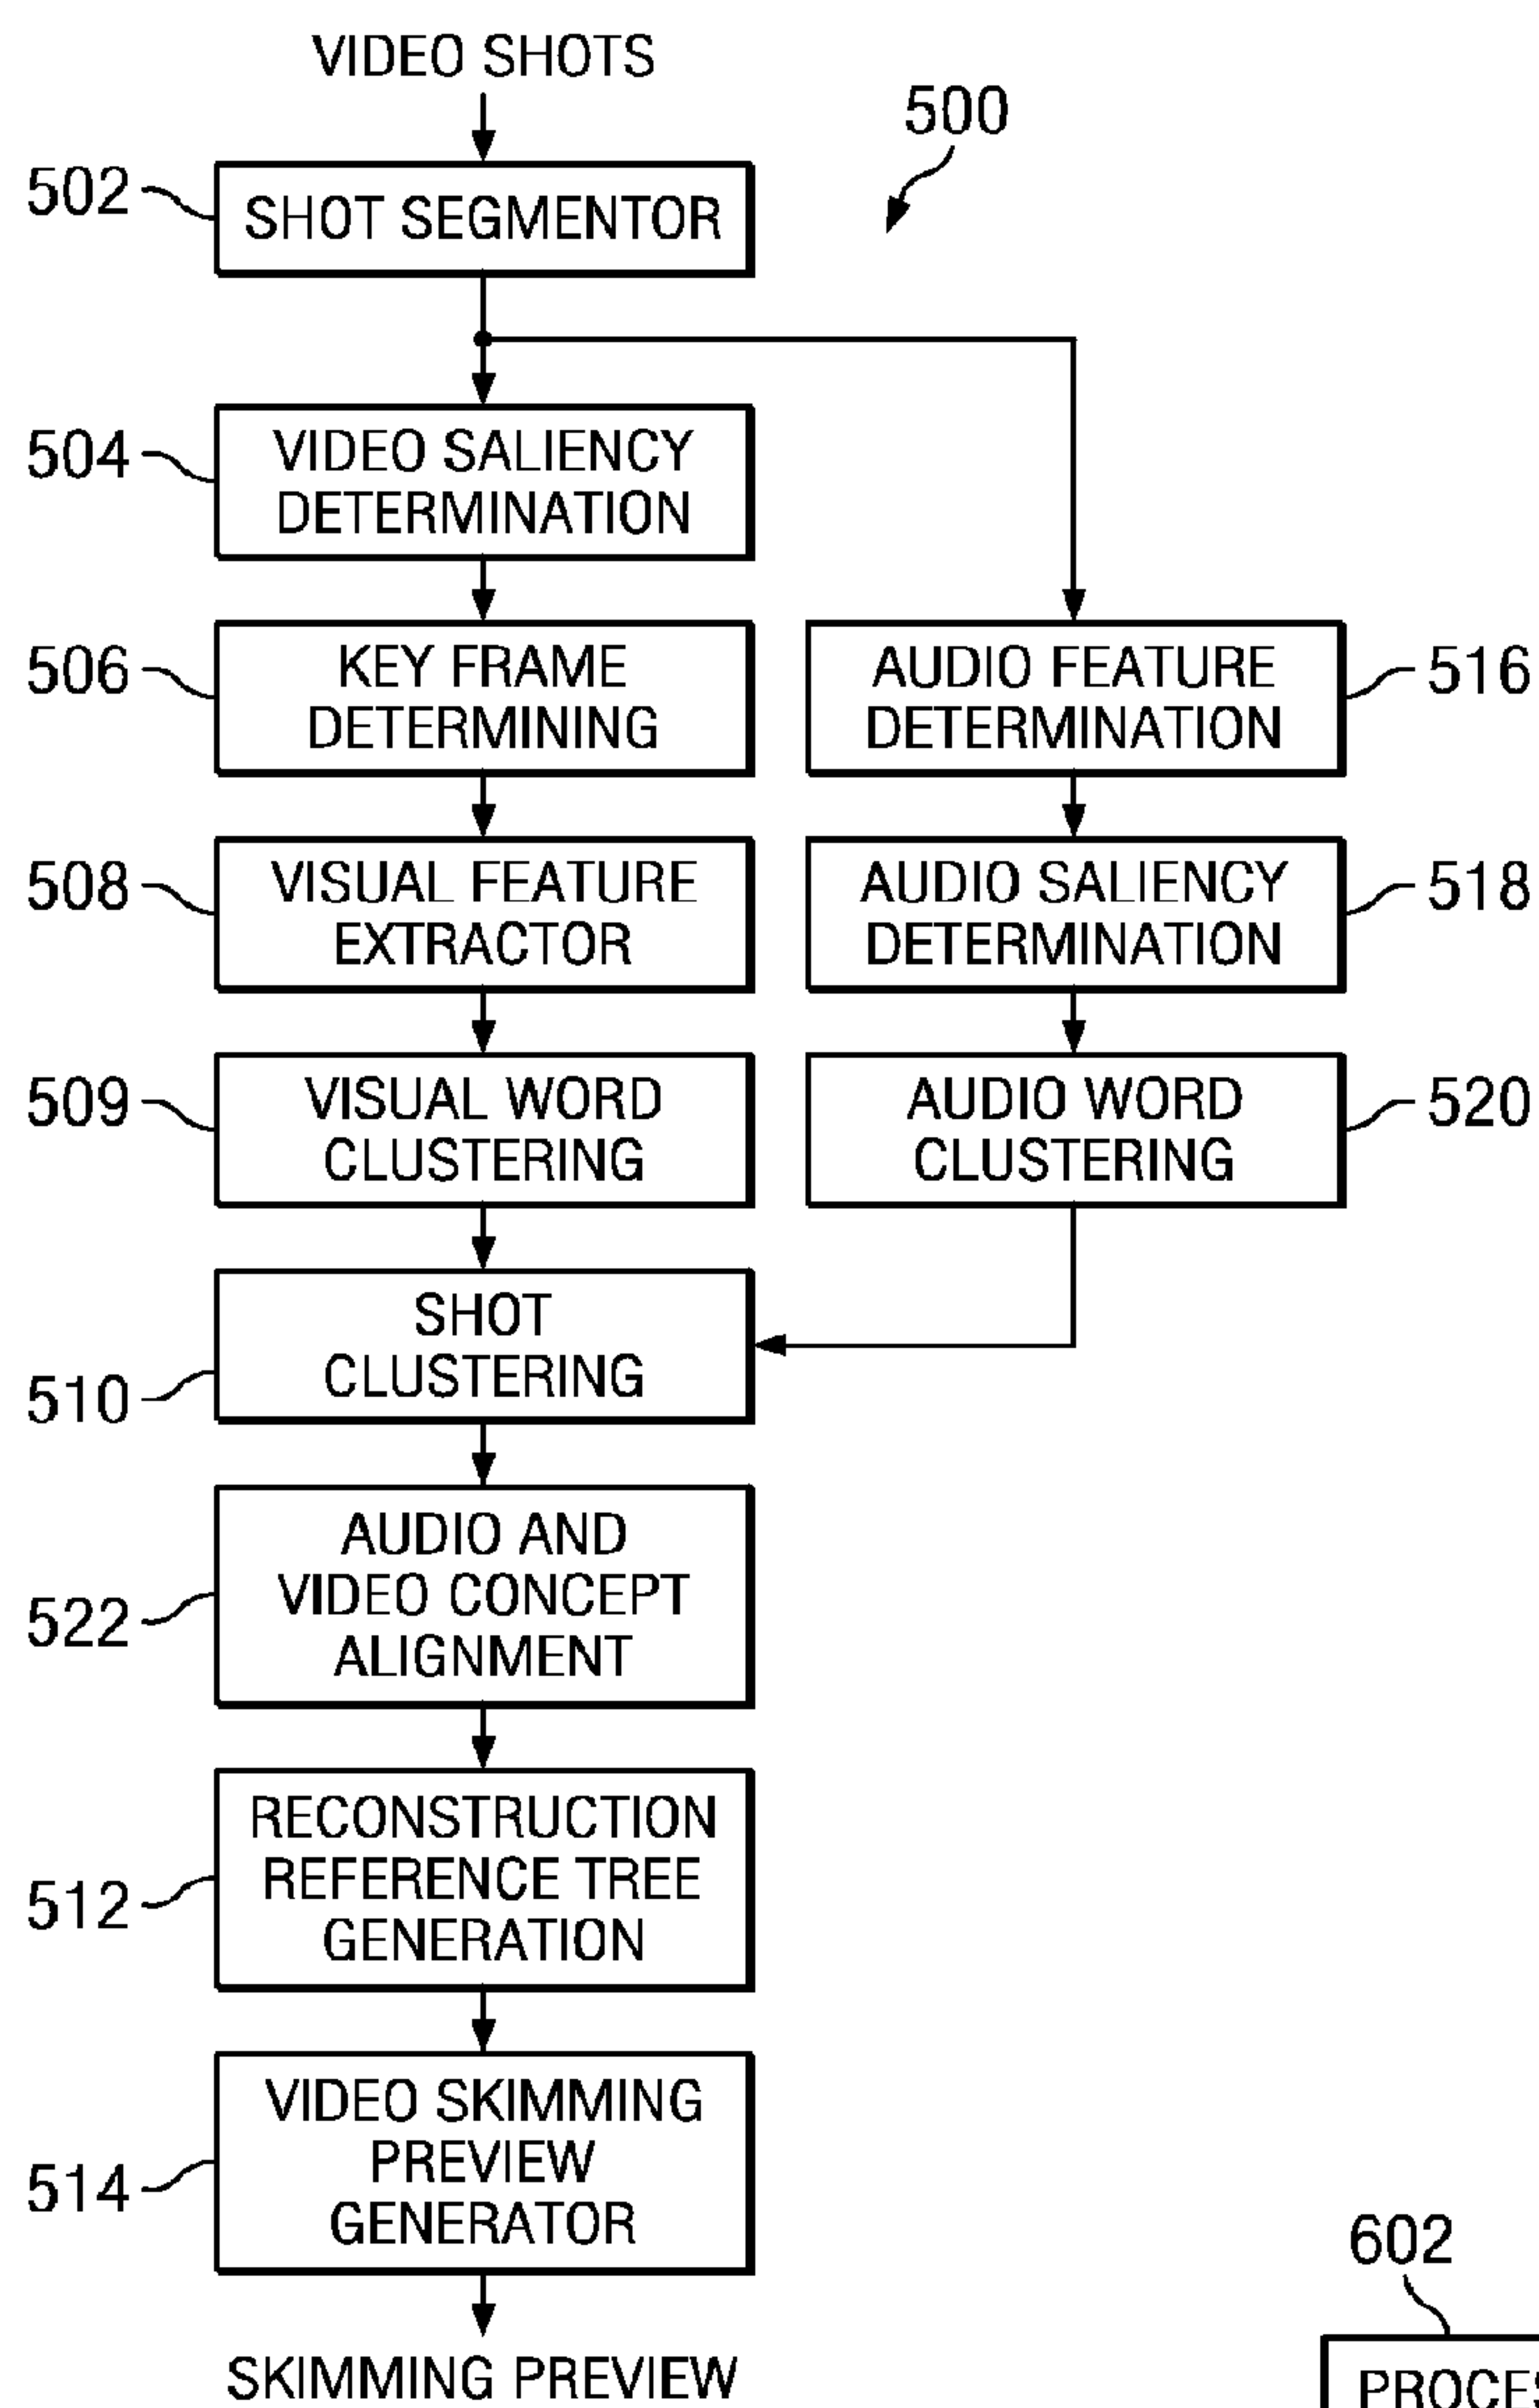 VIDEO SHOTS
500
502
SHOT SEGMENTOR
504
VIDEO SALIENCY
DETERMINATION
506
KEY FRAME
DETERMINING
AUDIO FEATURE
DETERMINATION
516
508
VISUAL FEATURE
EXTRACTOR
AUDIO SALIENCY
DETERMINATION
518
509
VISUAL WORD
CLUSTERING
AUDIO WORD
CLUSTERING
520
SHOT
CLUSTERING
510
AUDIO AND
VIDEO CONCEPT
ALIGNMENT
522
RECONSTRUCTION
REFERENCE TREE
GENERATION
512
VIDEO SKIMMING
PREVIEW
GENERATOR
514
SKIMMING PREVIEW
602